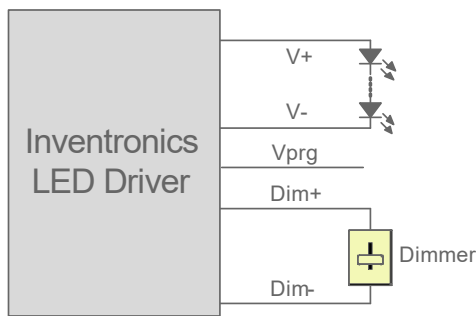 Inventronics
LED Driver
V+
V-
Vprg
Dim+
Dimmer
Dim-